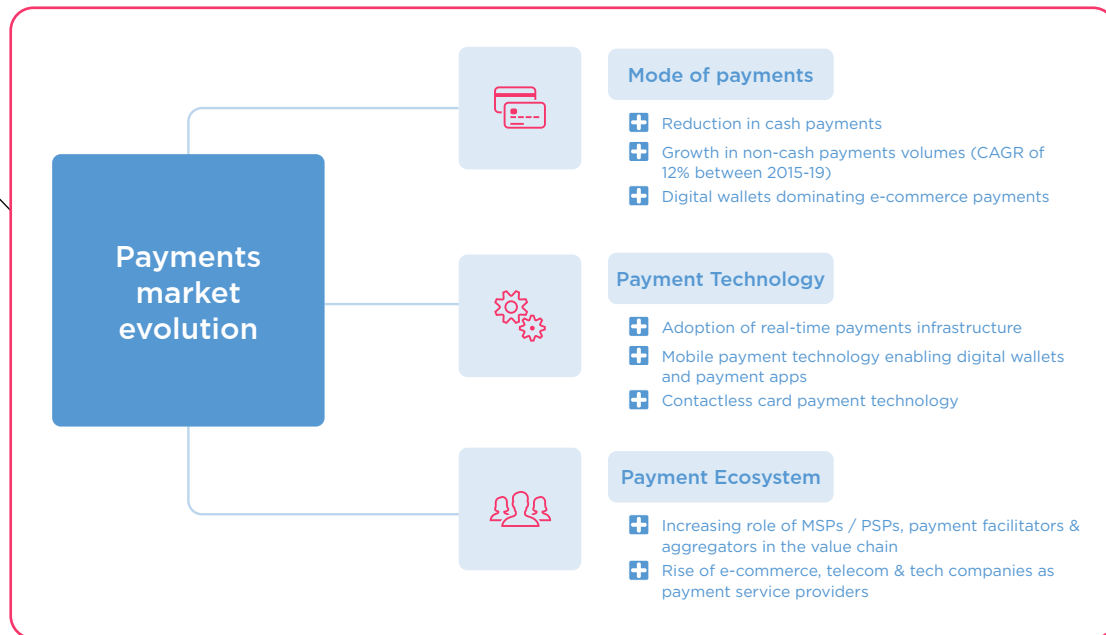 Payments
market
evolution
Mode of payments
Reduction in cash payments
Growth in non-cash payments volumes (CAGR of
12% between 2015-19)
Digital wallets dominating e-commerce payments
Payment Technology
Adoption of real-time payments infrastructure
Mobile payment technology enabling digital wallets
and payment apps
Contactless card payment technology
Payment Ecosystem
Increasing role of MSPs / PSPs, payment facilitators &
aggregators in the value chain
Rise of e-commerce, telecom & tech companies as
payment service providers